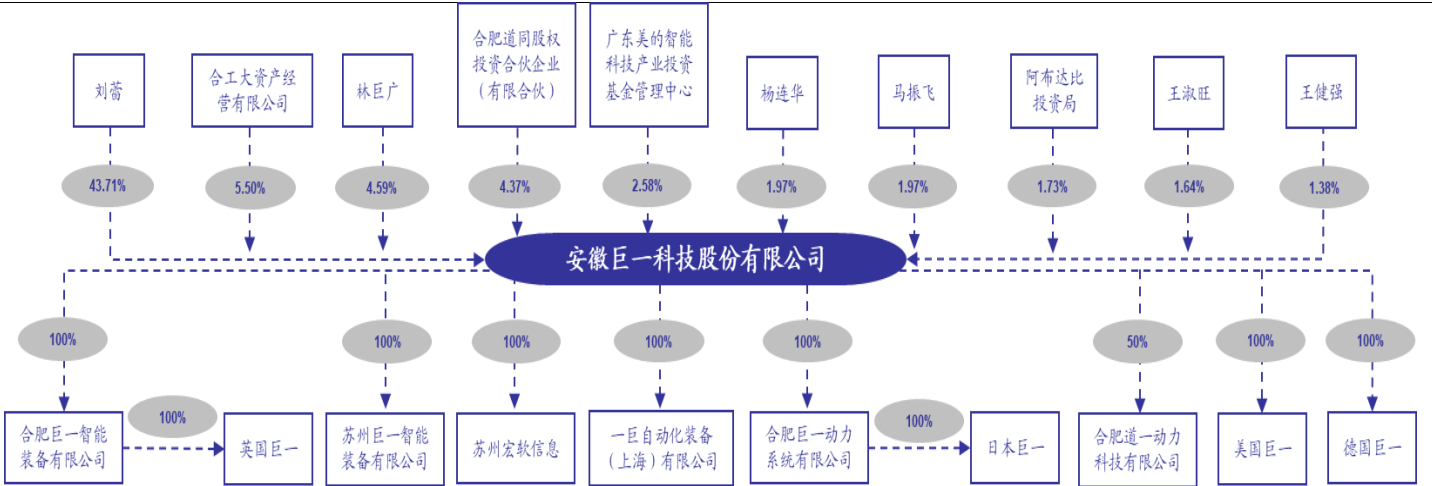 刘蕾
合工大资产经
营有限公司
林巨广
合肥道同股权
投资合伙企业
（有限合伙）
广东美的智能
科技产业投资
基金管理中心
杨连华
马振飞
阿布达比
投资局
王淑旺
王健强
43.71%
5.50%
4.59%
4.37%
2.58%
1.97%
1.97%
1.73%
1.64%
1.38%
安徽巨一科技股份有限公司
100%
100%
100%
100%
100%
50%
100%
100%
合肥巨一智能
装备有限公司
100%
英国巨一
苏州巨一智能
装备有限公司
苏州宏软信息
一巨自动化装备
（上海）有限公司
合肥巨一动力
系统有限公司
100%
日本巨一
合肥道一动力
科技有限公司
美国巨一
德国巨一